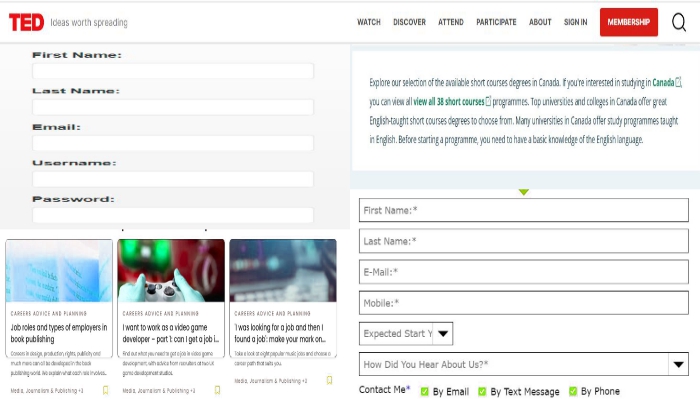 TED Ideas worth spreading
WATCH DISCOVER ATTEND PARTICIPATE ABOUT SIGN IN MEMBERSHIP
First Name:
Last Name:
Email:
Username:
Password:
CAREERS ADVICE AND PLANNING
Job roles and types of employers in
book publishing
Careers in design, production, rights, publicity and
much more can all be developed in the book
publishing world. We explain what each role involves...
Media, Journalism & Publishing +2
CAREERS ADVICE AND PLANNING
I want to work as a video game
developer – part 1: can I get a job i...
Find out what you need to get a job in video game
development, with advice from recruiters at two UK
game development studios.
Media, Journalism & Publishing +3
CAREERS ADVICE AND PLANNING
'I was looking for a job and then I
found a job': make your mark on...
Take a look at eight popular music jobs and choose a
career path that suits you.
Media, Journalism & Publishing +3
Explore our selection of the available short courses degrees in Canada. If you're interested in studying in Canada,
you can view all view all 38 short courses programmes. Top universities and colleges in Canada offer great
English-taught short courses degrees to choose from. Many universities in Canada offer study programmes taught
in English. Before starting a programme, you need to have a basic knowledge of the English language.
First Name:*
Last Name:*
E-Mail:*
Mobile:*
Expected Start Y
How Did You Hear About Us?*
Contact Me* By Email By Text Message By Phone